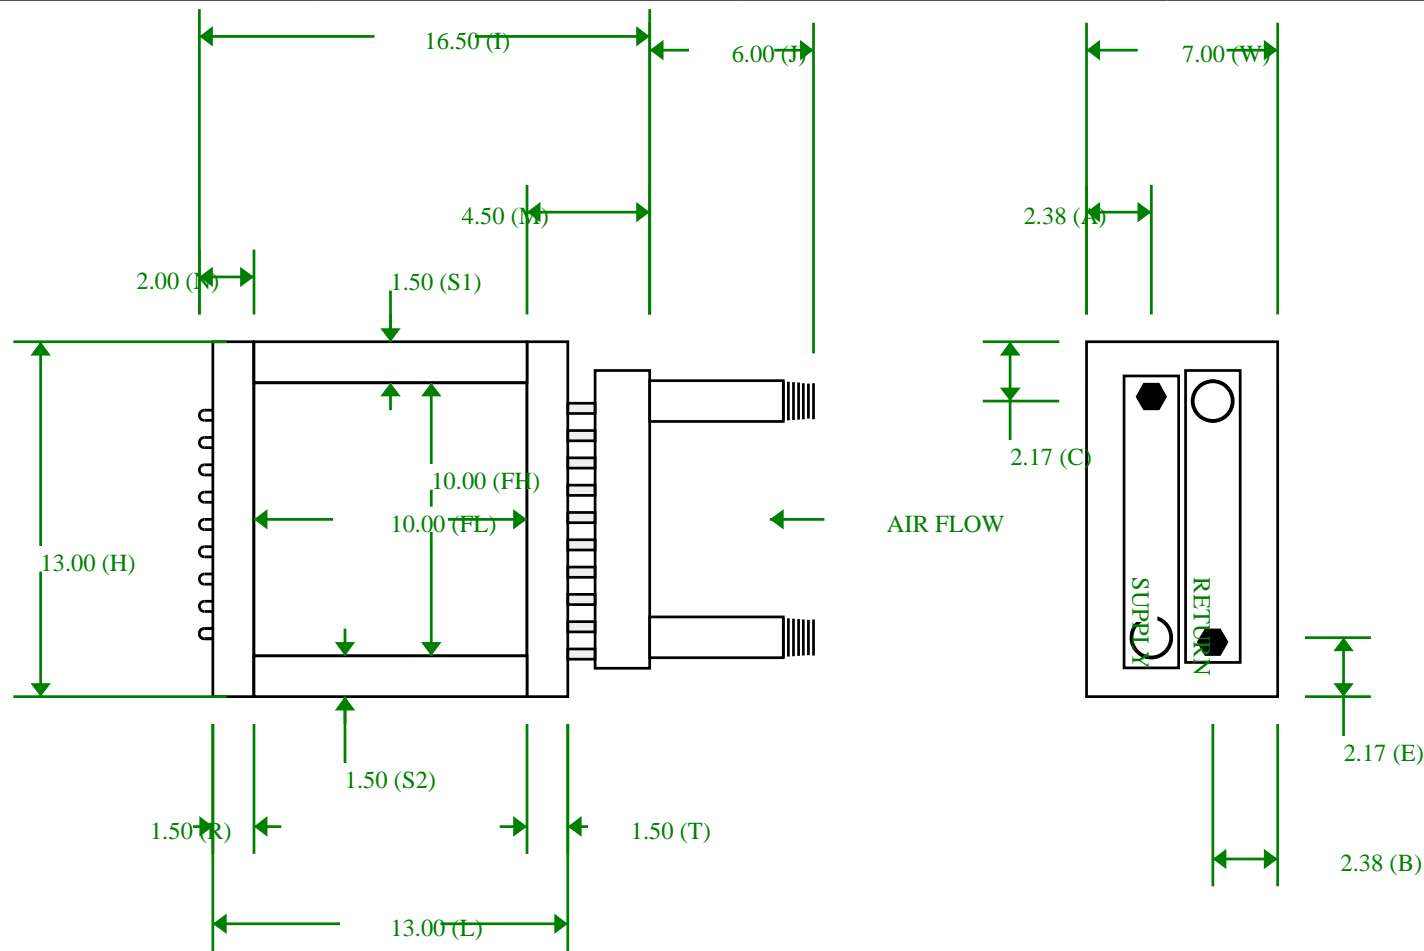 16.50 (I)
6.00 (J)
7.00 (W)
4.50 (M)
2.38 (A)
2.00 (N)
1.50 (S1)
2.17 (C)
10.00 (FH)
10.00 (FL)
AIR FLOW
13.00 (H)
SUPPLY
RETURN
2.17 (E)
1.50 (S2)
1.50 (R)
1.50 (T)
2.38 (B)
13.00 (L)